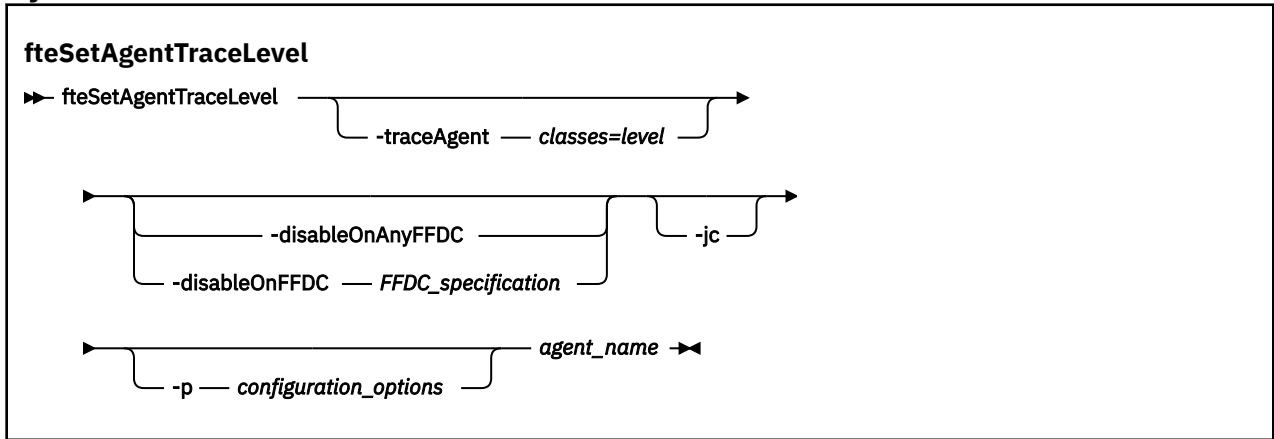 fteSetAgentTraceLevel
fteSetAgentTraceLevel
-traceAgent classes=level
-disableOnAnyFFDC
-jc
-disableOnFFDC FFDC_specification
agent_name
-p configuration_options